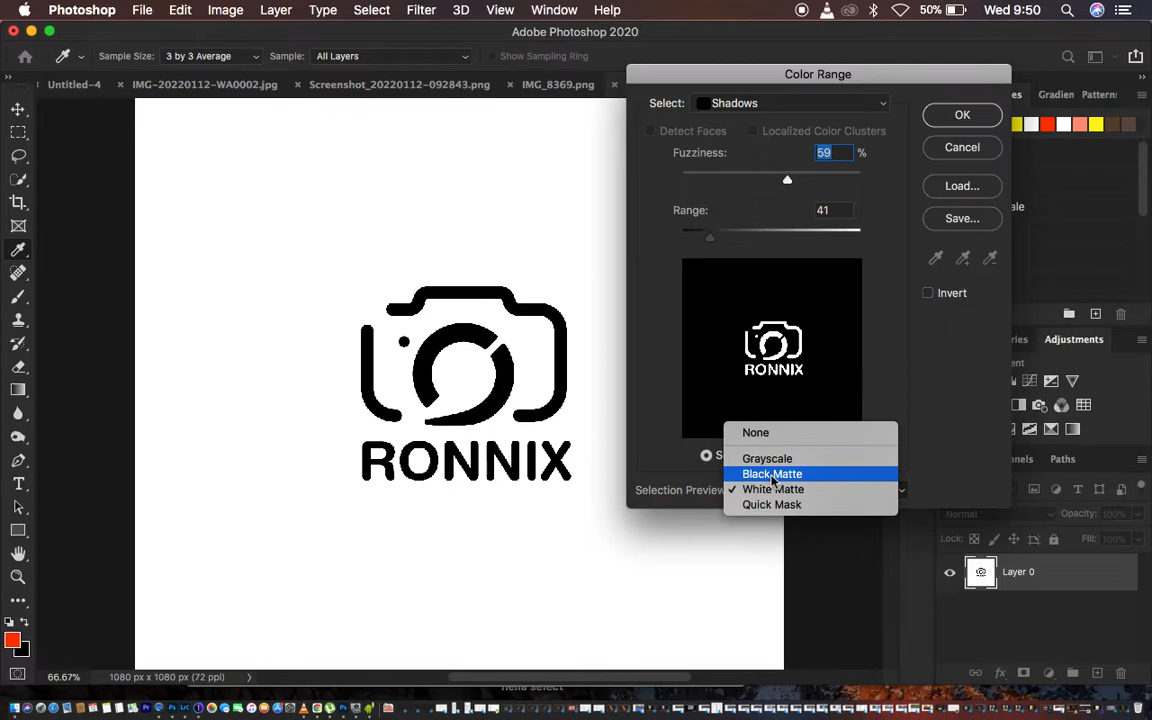 Photoshop File Edit Image Layer Type Select Filter 3D View Window Help 50% Wed 9:50
Adobe Photoshop 2020
Sample Size: 3 by 3 Average Sample: All Layers Show Sampling Ring
Untitled-4 IMG-20220112-WA0002.jpg Screenshot_20220112-092843.png IMG_8369.png
Color Range
Gradien Patterns
Select: Shadows
OK
Detect Faces Localized Color Clusters
Fuzziness: 59 %
Cancel
Load...
Range: 41
Save...
Invert
RONNIX
RONNIX
Adjustments
None
Grayscale
Black Matte
White Matte
Quick Mask
Selection Preview
Paths
Normal Opacity: 100%
Lock: Fill: 100%
Layer 0
66.67% 1080 px x 1080 px (72 ppi)